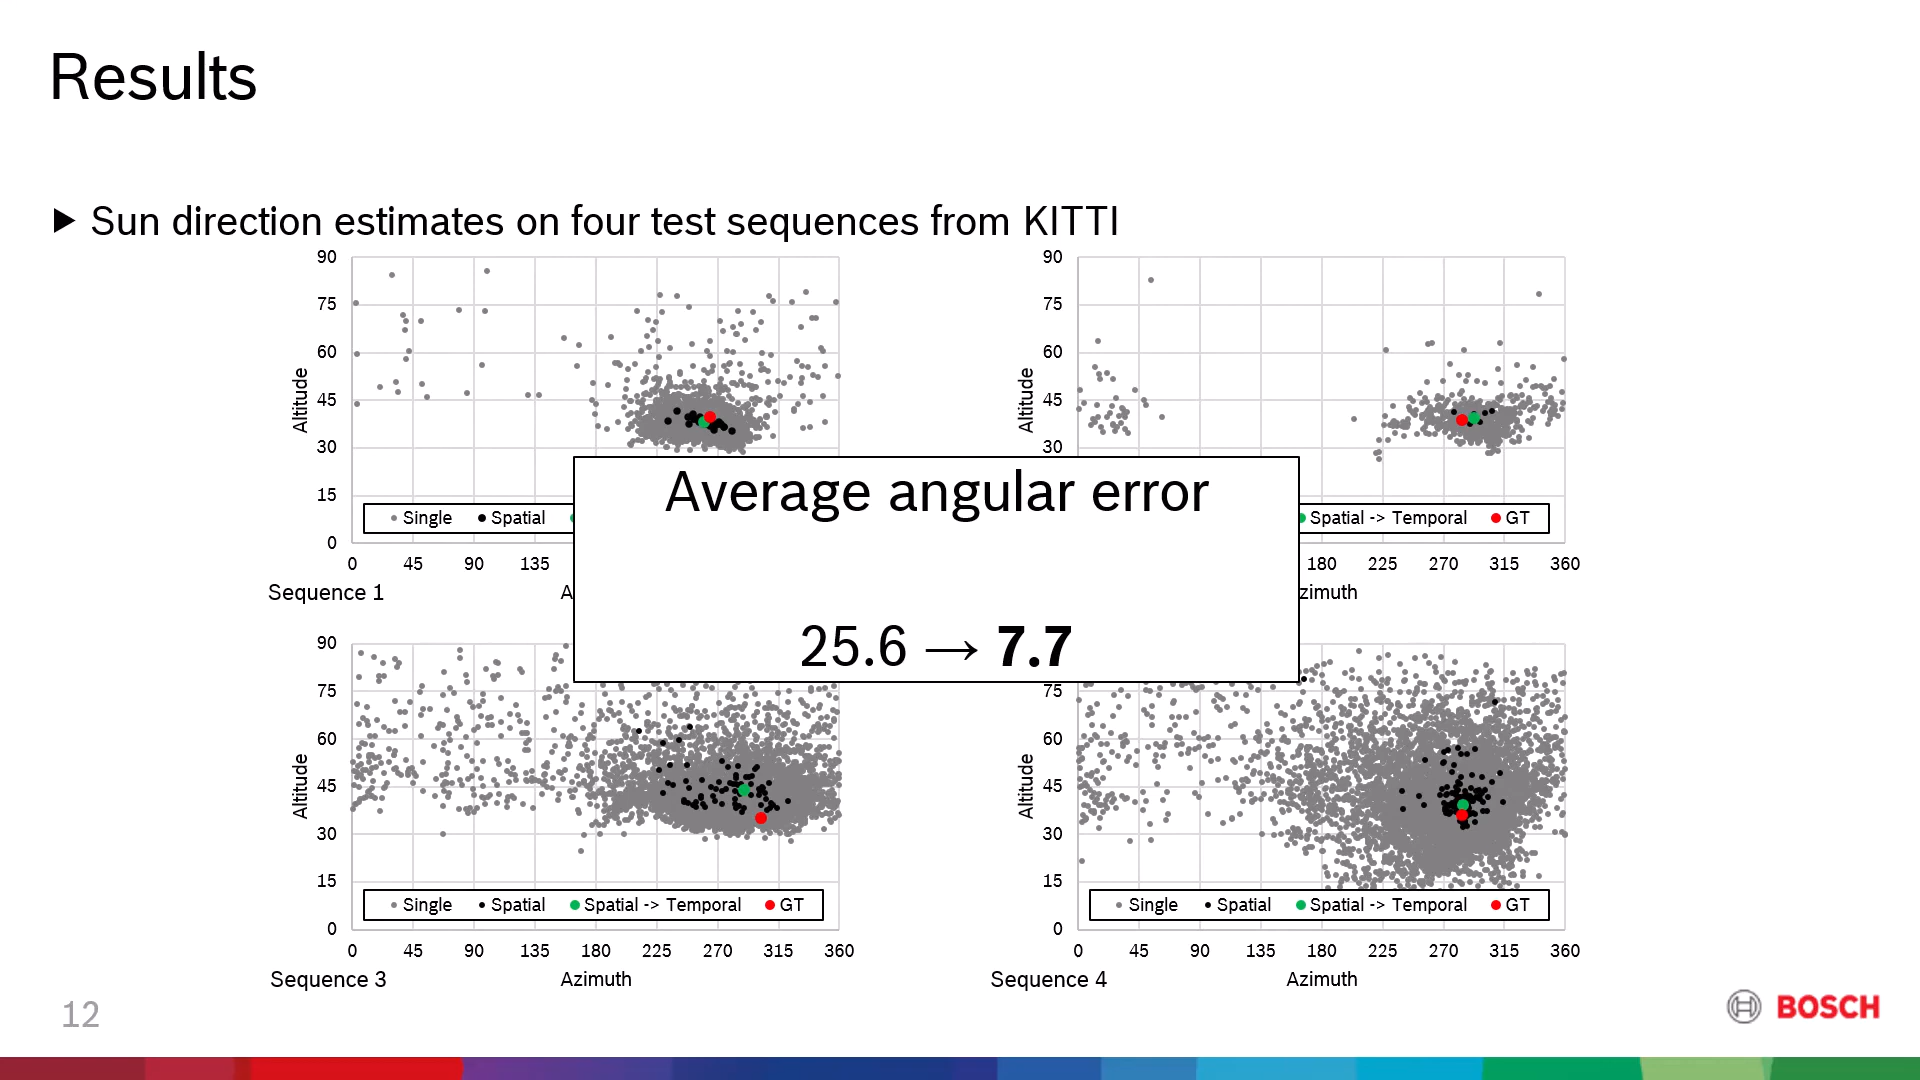 Results
▶ Sun direction estimates on four test sequences from KITTI
90
75
60
45
30
15
0
Altitude
Single Spatial
0 45 90 135
Sequence 1
90
75
60
45
30
Altitude
Spatial -> Temporal GT
180 225 270 315 360
zimuth
Average angular error
25.6 → 7.7
90
75
60
45
30
15
0
Altitude
Single Spatial Spatial -> Temporal GT
0 45 90 135 180 225 270 315 360
Sequence 3 Azimuth
75
60
45
30
15
0
Altitude
Single Spatial Spatial -> Temporal GT
0 45 90 135 180 225 270 315 360
Sequence 4 Azimuth
12
BOSCH